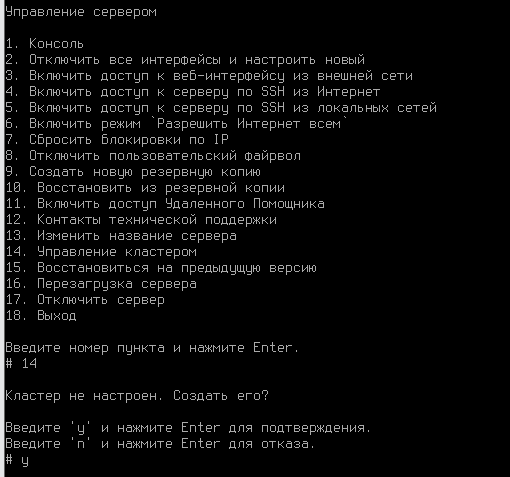 Управление сервером
1. Консоль
2. Отключить все интерфейсы и настроить новый
3. Включить доступ к веб-интерфейсу из внешней сети
4. Включить доступ к серверу по SSH из Интернет
5. Включить доступ к серверу по SSH из локальных сетей
6. Включить режим `Разрешить Интернет всем`
7. Сбросить блокировки по IP
8. Отключить пользовательский файрвол
9. Создать новую резервную копию
10. Восстановить из резервной копии
11. Включить доступ Удаленного Помощника
12. Контакты технической поддержки
13. Изменить название сервера
14. Управление кластером
15. Восстановиться на предыдущую версию
16. Перезагрузка сервера
17. Отключить сервер
18. Выход
Введите номер пункта и нажмите Enter.
# 14
Кластер не настроен. Создать его?
Введите 'y' и нажмите Enter для подтверждения.
Введите 'n' и нажмите Enter для отказа.
# y